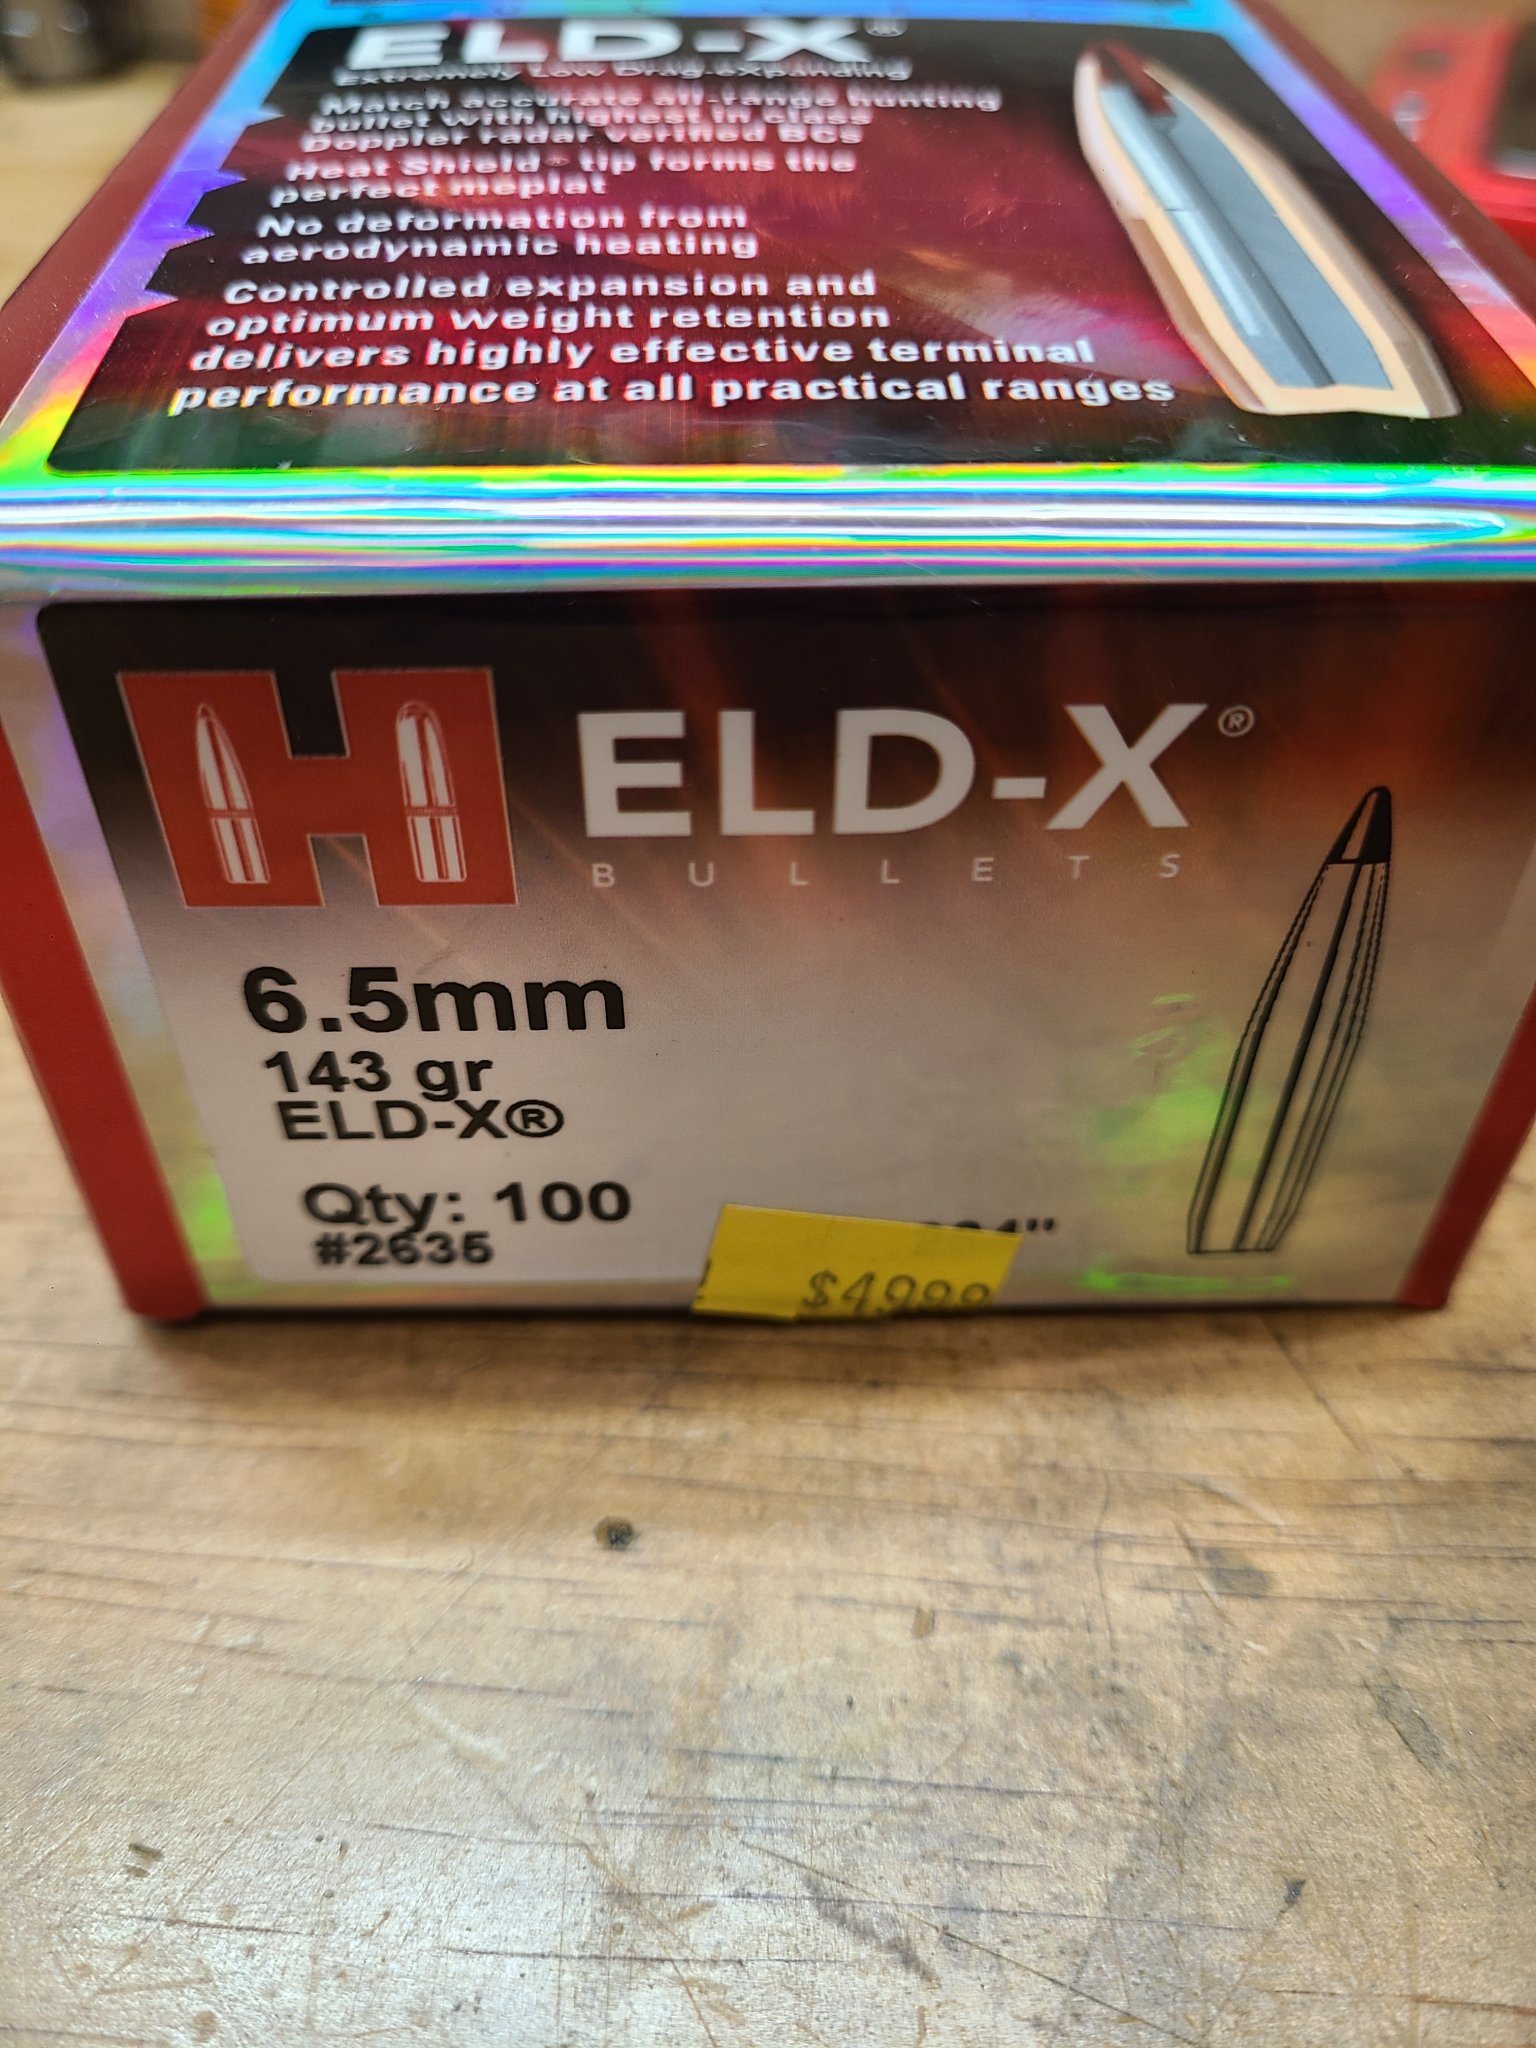 ELD-X®
Extremely Low Drag-eXpanding
Match accurate all-range hunting
bullet with highest in class
Doppler radar verified BCs
Heat Shield® tip forms the
perfect meplat
No deformation from
aerodynamic heating
Controlled expansion and
optimum weight retention
delivers highly effective terminal
performance at all practical ranges
H ELD-X®
BULLETS
6.5mm
143 gr
ELD-X®
Qty: 100
#2635
$49.99